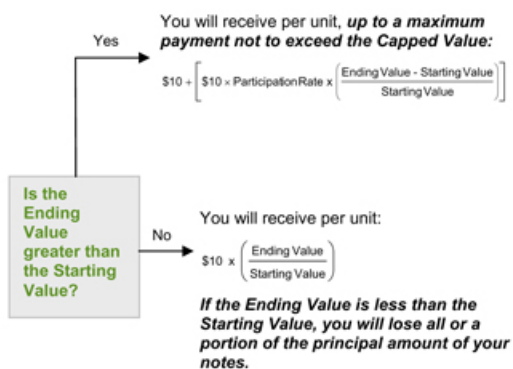 You will receive per unit, up to a maximum
Yes
payment not to exceed the Capped Value:
$10 + [$10 × Participation Rate x (Ending Value - Starting Value / Starting Value)]
Is the
Ending
Value
greater than
the Starting
Value?
No
You will receive per unit:
$10 x (Ending Value / Starting Value)
If the Ending Value is less than the
Starting Value, you will lose all or a
portion of the principal amount of your
notes.